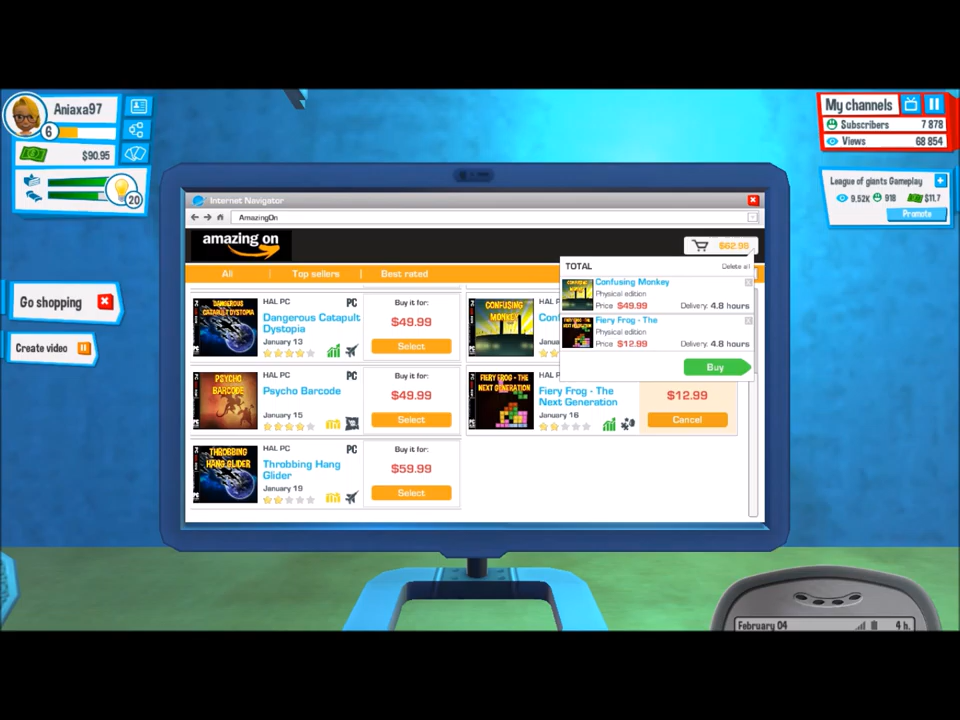 Aniaxa97
6
$90.95
20
Go shopping
Create video
My channels
Subscribers 7 878
Views 68 854
League of giants Gameplay
9.52K 918 $11.7
Promote
Internet Navigator
AmazingOn
amazing on
$62.98
All | Top sellers | Best rated
TOTAL Delete all
Confusing Monkey
Physical edition
Price $49.99 Delivery: 4.8 hours
Fiery Frog - The
Physical edition
Price $12.99 Delivery: 4.8 hours
Buy
DANGEROUS
CATAPULT
DYSTOPIA
HAL PC PC
Dangerous Catapult
Dystopia
January 13
Buy it for:
$49.99
Select
CONFUSING
MONKEY
HAL P
Conf
PSYCHO
BARCODE
HAL PC PC
Psycho Barcode
January 15
Buy it for:
$49.99
Select
FIERY FROG - THE
NEXT GENERATION
HAL P
Fiery Frog - The
Next Generation
January 16
$12.99
Cancel
THROBBING
HANG GLIDER
HAL PC PC
Throbbing Hang
Glider
January 19
Buy it for:
$59.99
Select
February 04 4 h.